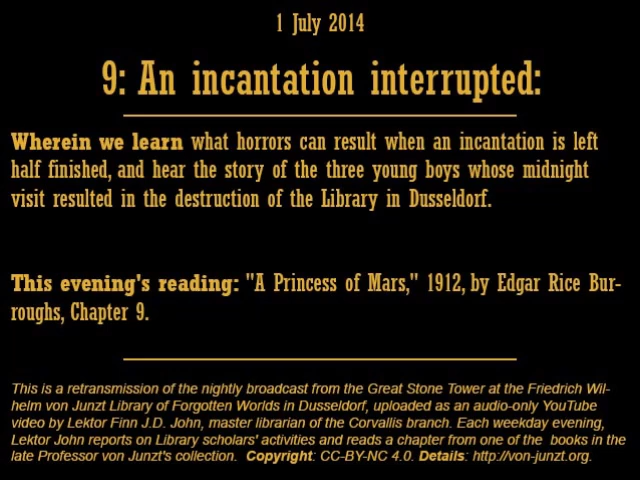 1 July 2014
9: An incantation interrupted:
Wherein we learn what horrors can result when an incantation is left
half finished, and hear the story of the three young boys whose midnight
visit resulted in the destruction of the Library in Dusseldorf.
This evening's reading: "A Princess of Mars," 1912, by Edgar Rice Bur-
roughs, Chapter 9.
This is a retransmission of the nightly broadcast from the Great Stone Tower at the Friedrich Wil-
helm von Junzt Library of Forgotten Worlds in Dusseldorf, uploaded as an audio-only YouTube
video by Lektor Finn J.D. John, master librarian of the Corvallis branch. Each weekday evening,
Lektor John reports on Library scholars' activities and reads a chapter from one of the books in the
late Professor von Junzt's collection. Copyright: CC-BY-NC 4.0. Details: http://von-junzt.org.